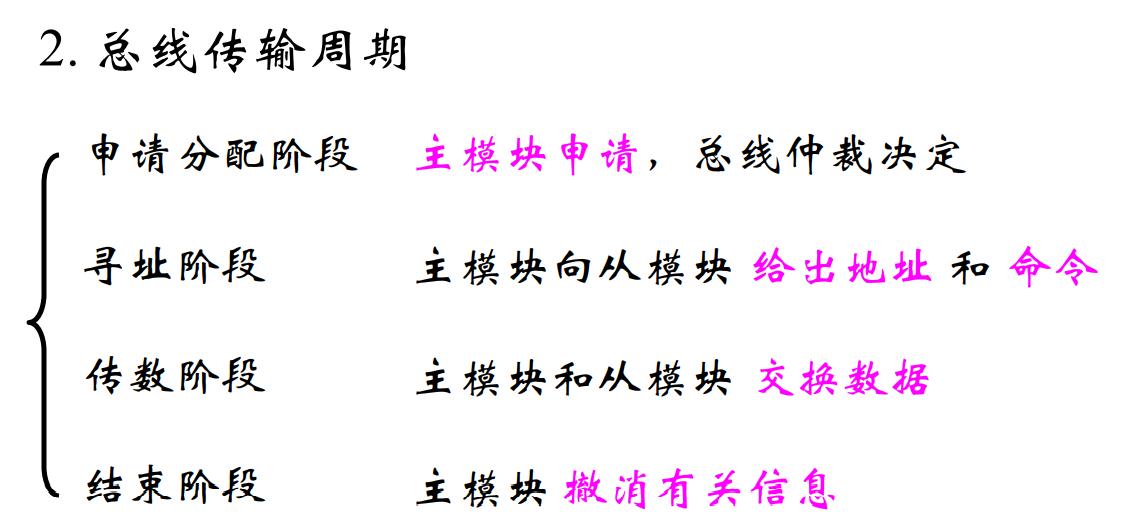 2. 总线传输周期
申请分配阶段 主模块申请，总线仲裁决定
寻址阶段 主模块向从模块 给出地址 和 命令
传数阶段 主模块和从模块 交换数据
结束阶段 主模块 撤消有关信息